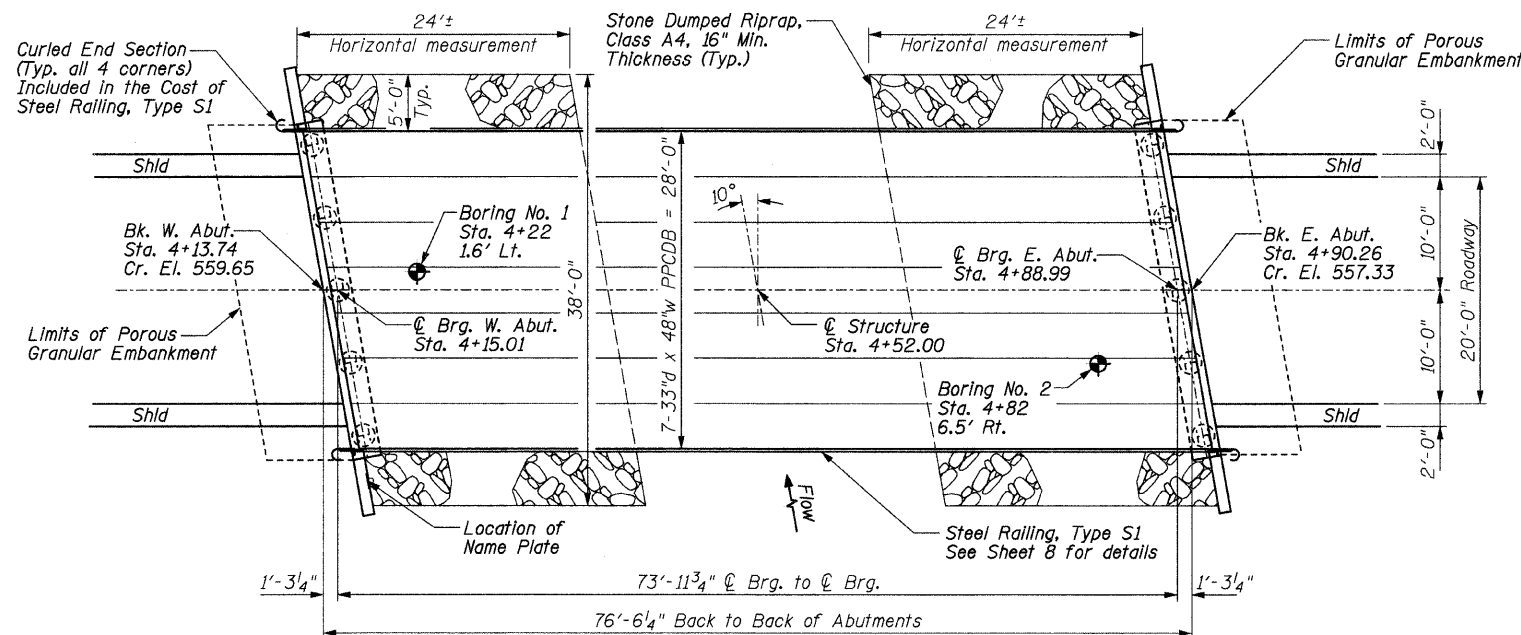 24'±
Horizontal measurement
Stone Dumped Riprap,
Class A4, 16" Min.
Thickness (Typ.)
24'±
Horizontal measurement
Limits of Porous
Granular Embankment
Curled End Section
(Typ. all 4 corners)
Included in the Cost of
Steel Railing, Type S1
5'-0"
Typ.
Shld
Shld
2'-0"
10°
Boring No. 1
Sta. 4+22
1.6' Lt.
Bk. W. Abut.
Sta. 4+13.74
Cr. El. 559.65
℄ Brg. E. Abut.
Sta. 4+88.99
Bk. E. Abut.
Sta. 4+90.26
Cr. El. 557.33
10'-0"
20'-0" Roadway
38'-0"
7-33"d x 48"w PPCDB = 28'-0"
℄ Brg. W. Abut.
Sta. 4+15.01
℄ Structure
Sta. 4+52.00
Limits of Porous
Granular Embankment
10'-0"
Boring No. 2
Sta. 4+82
6.5' Rt.
Shld
Shld
2'-0"
Flow
Location of
Name Plate
Steel Railing, Type S1
See Sheet 8 for details
1'-3¼"
73'-11¾" ℄ Brg. to ℄ Brg.
1'-3¼"
76'-6¼" Back to Back of Abutments